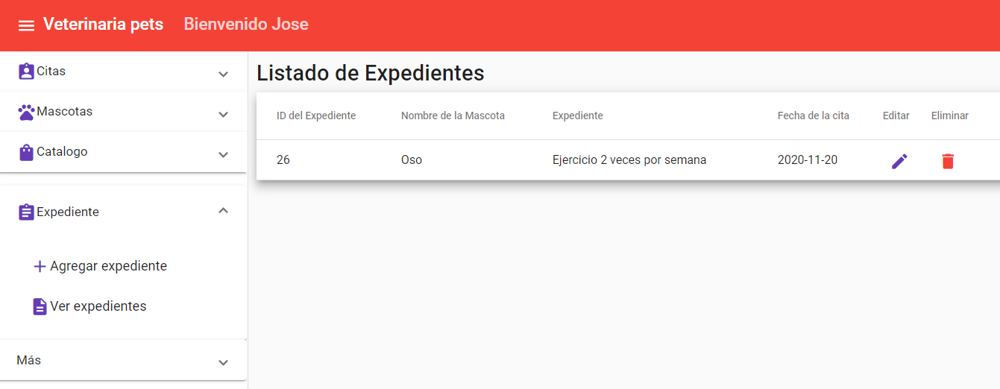 Veterinaria pets Bienvenido Jose
Citas
Mascotas
Catalogo
Expediente
Agregar expediente
Ver expedientes
Más
Listado de Expedientes
ID del Expediente Nombre de la Mascota Expediente Fecha de la cita Editar Eliminar
26 Oso Ejercicio 2 veces por semana 2020-11-20